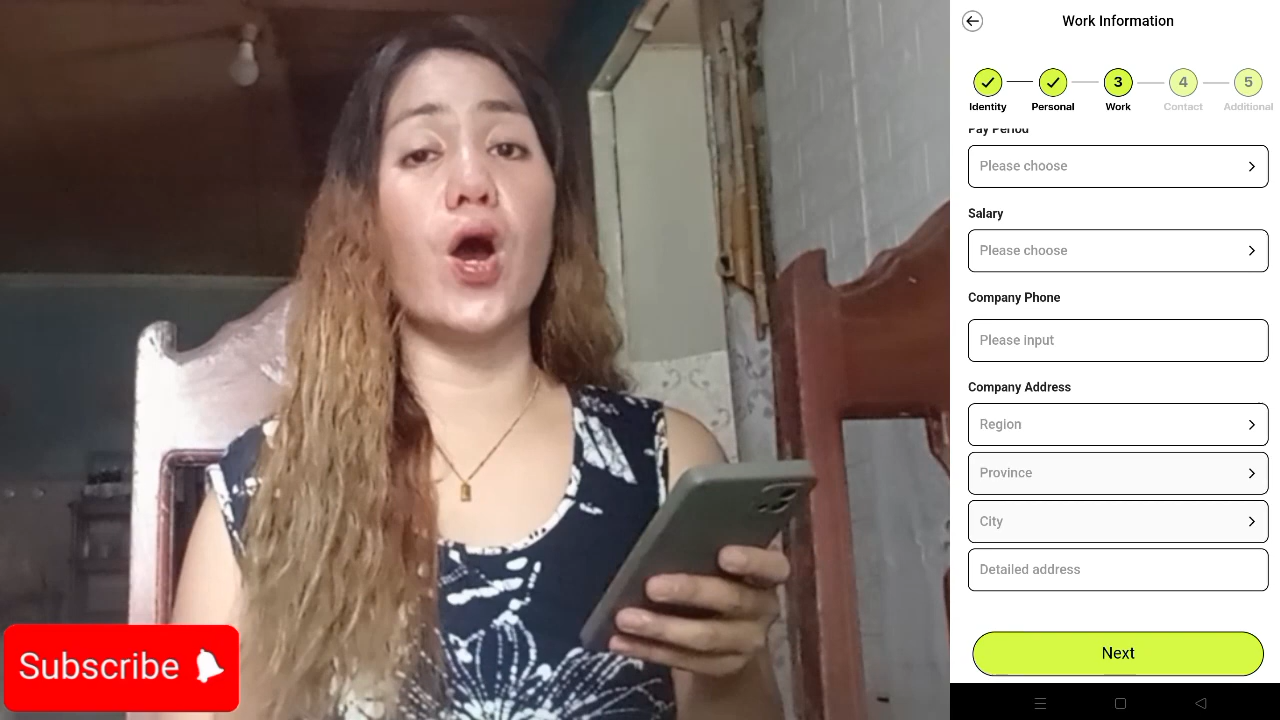 Work Information
3
4
5
Identity
Personal
Work
Contact
Additional
Pay Period
Please choose
Salary
Please choose
Company Phone
Please input
Company Address
Region
Province
City
Detailed address
Next
Subscribe